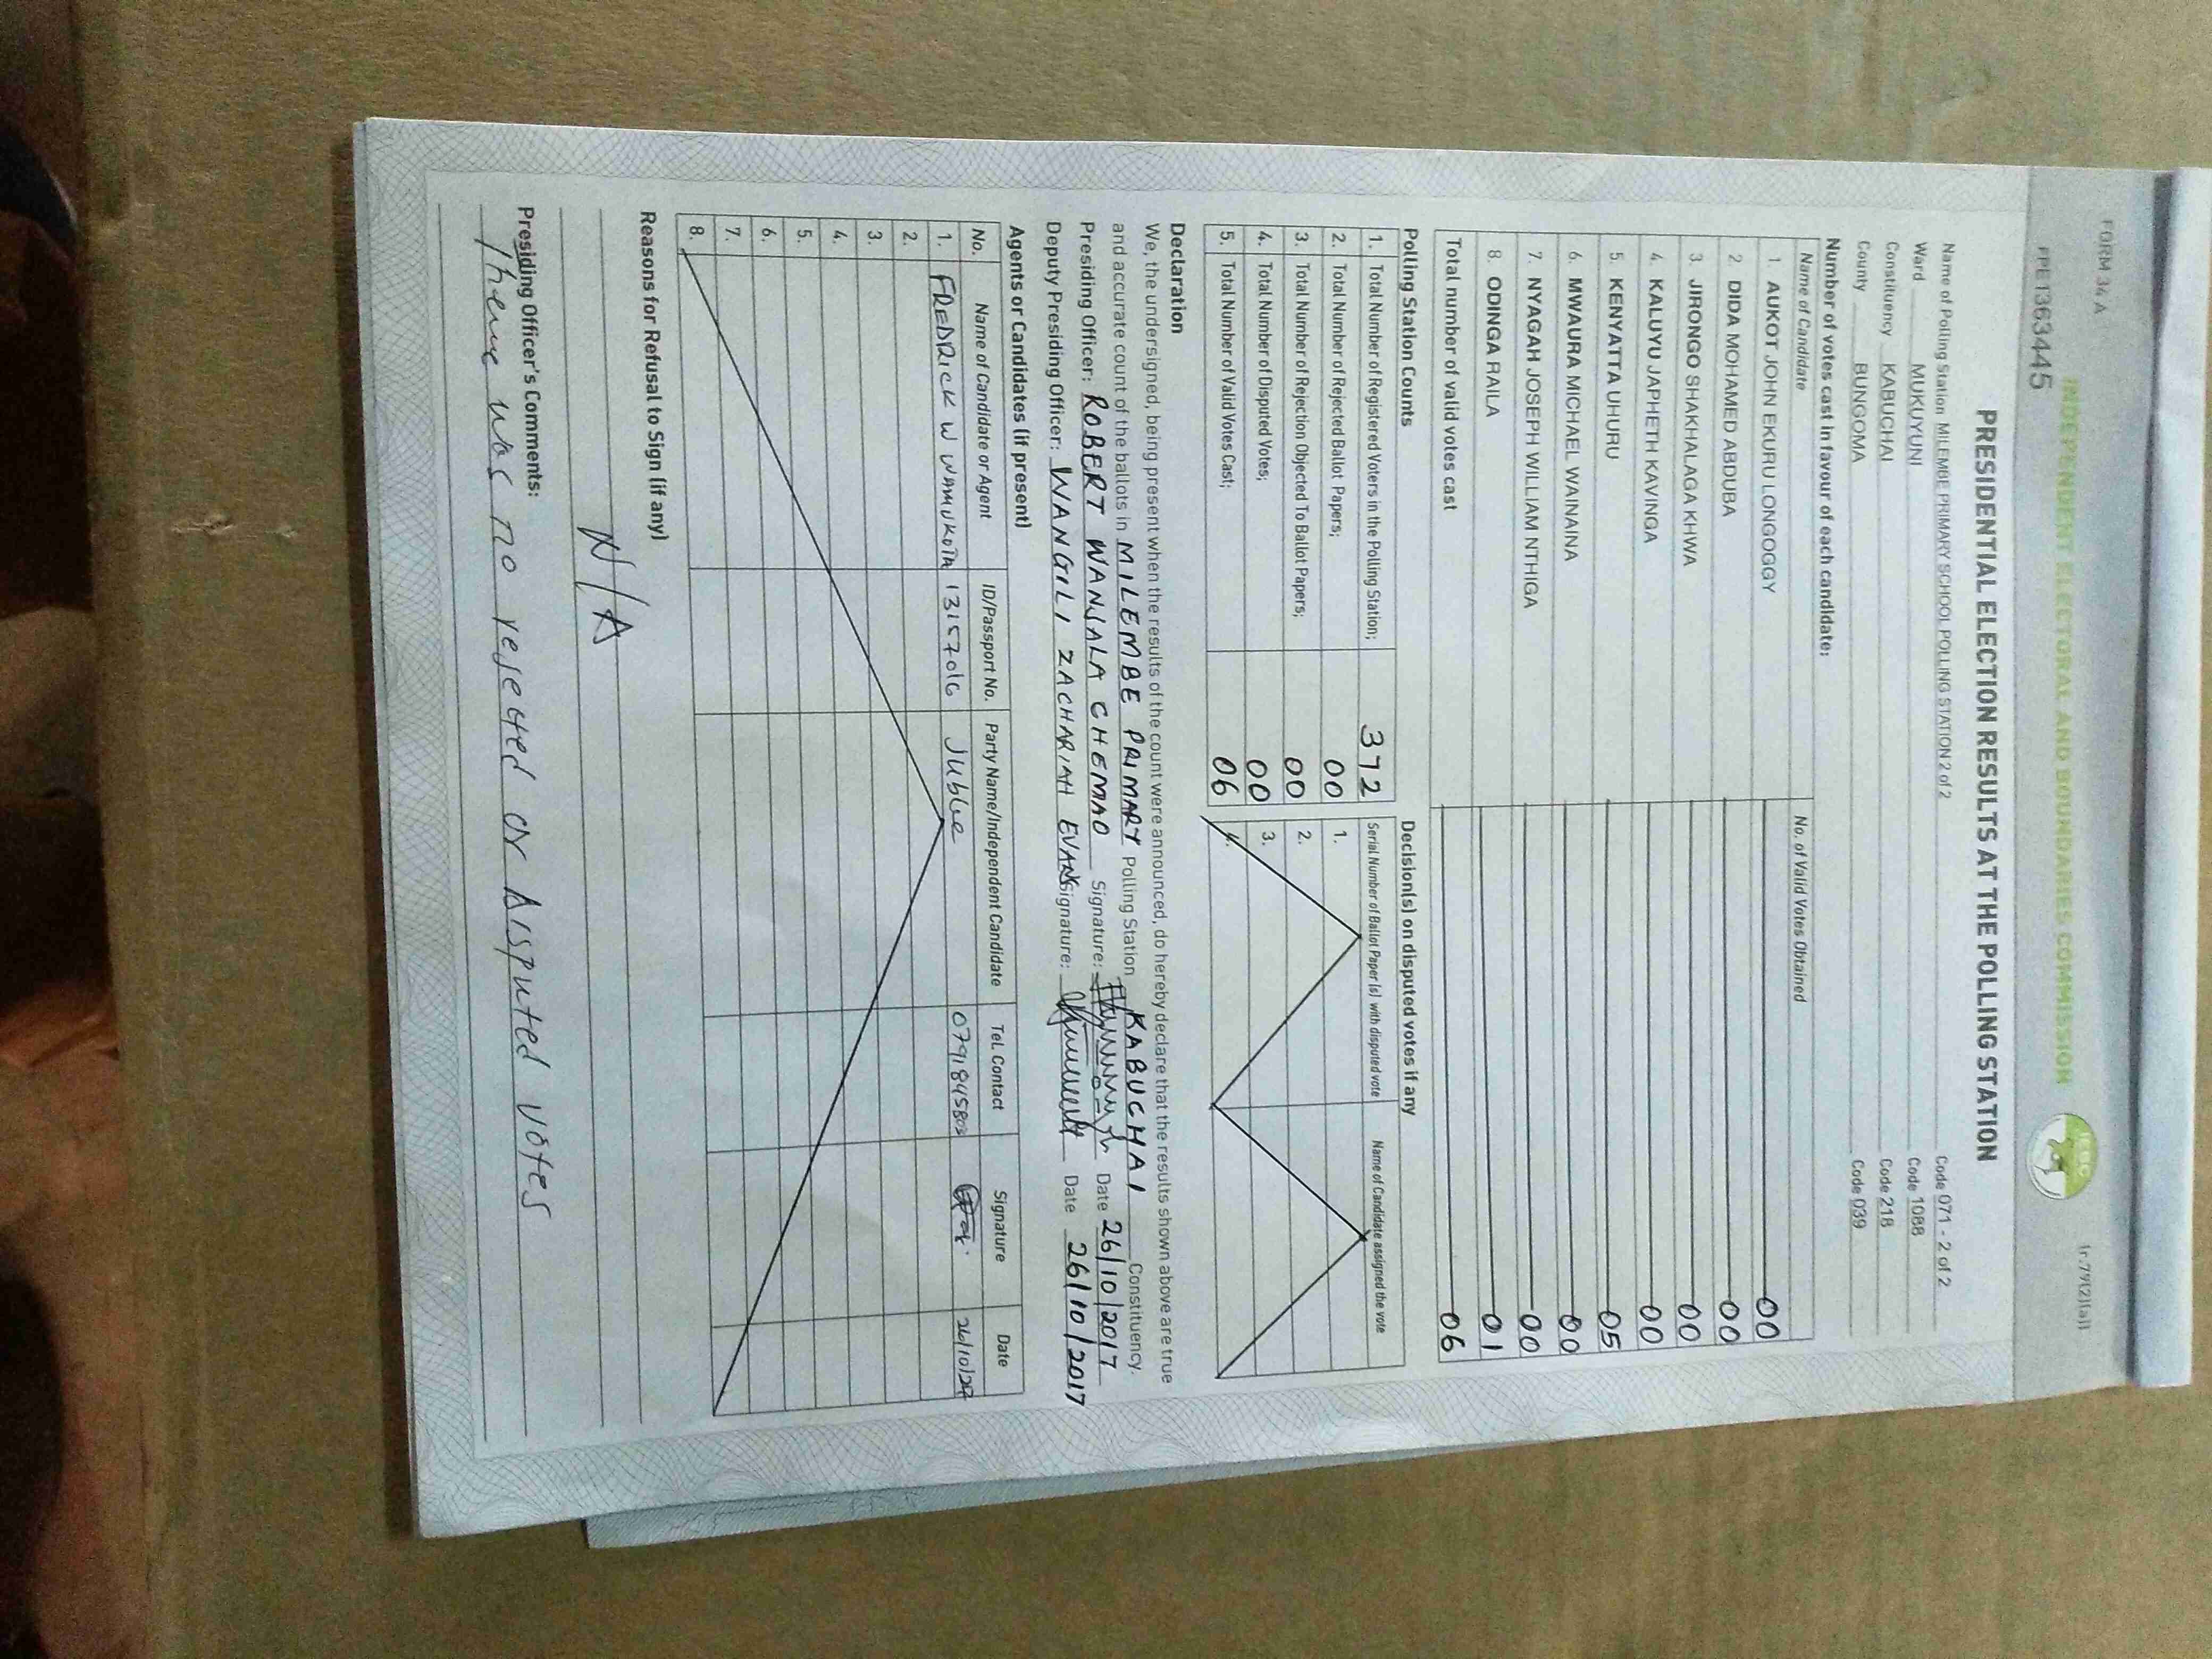 FORM 34 A
PPE1363445
INDEPENDENT ELECTORAL AND BOUNDARIES COMMISSION
IEBC
PRESIDENTIAL ELECTION RESULTS AT THE POLLING STATION
Name of Polling Station MILEMBE PRIMARY SCHOOL POLLING STATION 2 of 2 Code 071 - 2 of 2
Ward MUKUYUNI Code 1088
Constituency KABUCHAI Code 218
County BUNGOMA Code 039
Number of votes cast in favour of each candidate:
Name of Candidate No. of Valid Votes Obtained
1. AUKOT JOHN EKURU LONGOGGY 00
2. DIDA MOHAMED ABDUBA 00
3. JIRONGO SHAKHALAGA KHWA 00
4. KALUYU JAPHETH KAVINGA 00
5. KENYATTA UHURU 05
6. MWAURA MICHAEL WAINAINA 00
7. NYAGAH JOSEPH WILLIAM NTHIGA 00
8. ODINGA RAILA 01
Total number of valid votes cast 06
Polling Station Counts
1. Total Number of Registered Voters in the Polling Station; 372
2. Total Number of Rejected Ballot Papers; 00
3. Total Number of Rejection Objected To Ballot Papers; 00
4. Total Number of Disputed Votes; 00
5. Total Number of Valid Votes Cast; 06
Decision(s) on disputed votes if any
Serial Number of Ballot Paper (s) with disputed vote Name of Candidate assigned the vote
1.
2.
3.
4.
Declaration
We, the undersigned, being present when the results of the count were announced, do hereby declare that the results shown above are true
and accurate count of the ballots in MILEMBE PRIMARY Polling Station KABUCHAI Constituency.
Presiding Officer: ROBERT WANJALA CHEMAO Signature: Date 26/10/2017
Deputy Presiding Officer: WANGILI ZACHARIAH EVANS Signature: Date 26/10/2017
Agents or Candidates (if present)
No. Name of Candidate or Agent ID/Passport No. Party Name/Independent Candidate Tel. Contact Signature Date
1. FREDRICK W WAMUKOTA 13157016 Jubilee 26/10/2017
2.
3.
4.
5.
6.
7.
8.
Reasons for Refusal to Sign (if any)
N/A
Presiding Officer's Comments:
There was no rejected or disputed votes